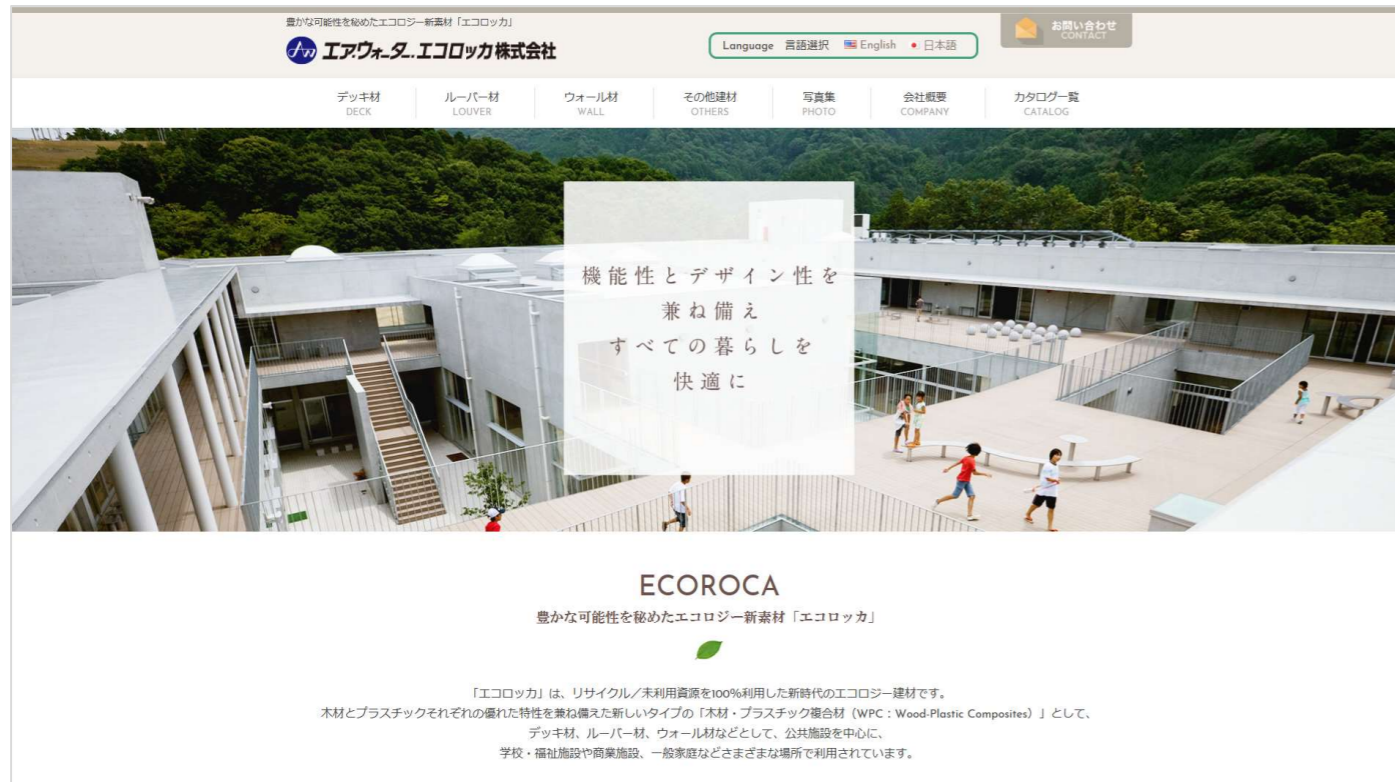 豊かな可能性を秘めたエコロジー新素材「エコロッカ」
エア・ウォータ・エコロッカ株式会社
Language 言語選択 English 日本語
お問い合わせ
CONTACT
デッキ材 ルーバー材 ウォール材 その他建材 写真集 会社概要 カタログ一覧
DECK LOUVER WALL OTHERS PHOTO COMPANY CATALOG
機能性とデザイン性を
兼ね備え
すべての暮らしを
快適に
ECOROCA
豊かな可能性を秘めたエコロジー新素材「エコロッカ」
「エコロッカ」は、リサイクル／未利用資源を100%利用した新時代のエコロジー建材です。
木材とプラスチックそれぞれの優れた特性を兼ね備えた新しいタイプの「木材・プラスチック複合材（WPC：Wood-Plastic Composites）」として、
デッキ材、ルーバー材、ウォール材などとして、公共施設を中心に、
学校・福祉施設や商業施設、一般家庭などさまざまな場所で利用されています。